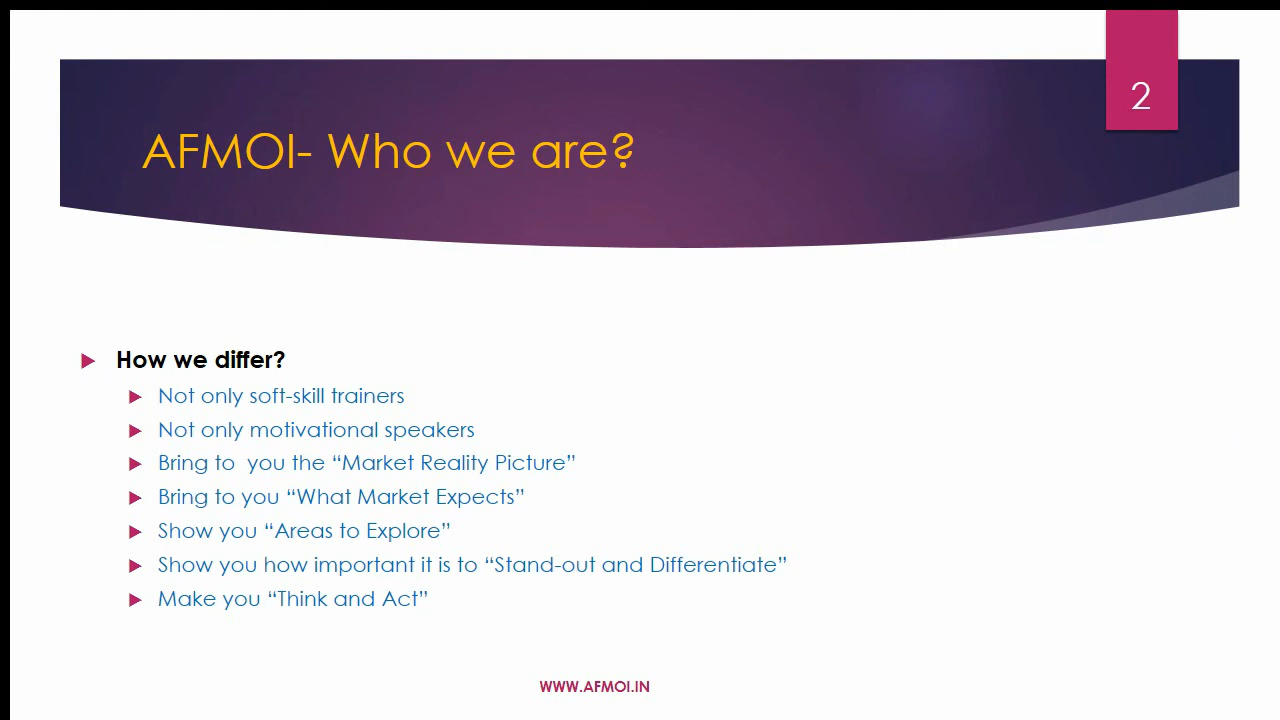 2
AFMOI- Who we are?
How we differ?
Not only soft-skill trainers
Not only motivational speakers
Bring to  you the “Market Reality Picture”
Bring to you “What Market Expects”
Show you “Areas to Explore”
Show you how important it is to “Stand-out and Differentiate”
Make you “Think and Act”
WWW.AFMOI.IN